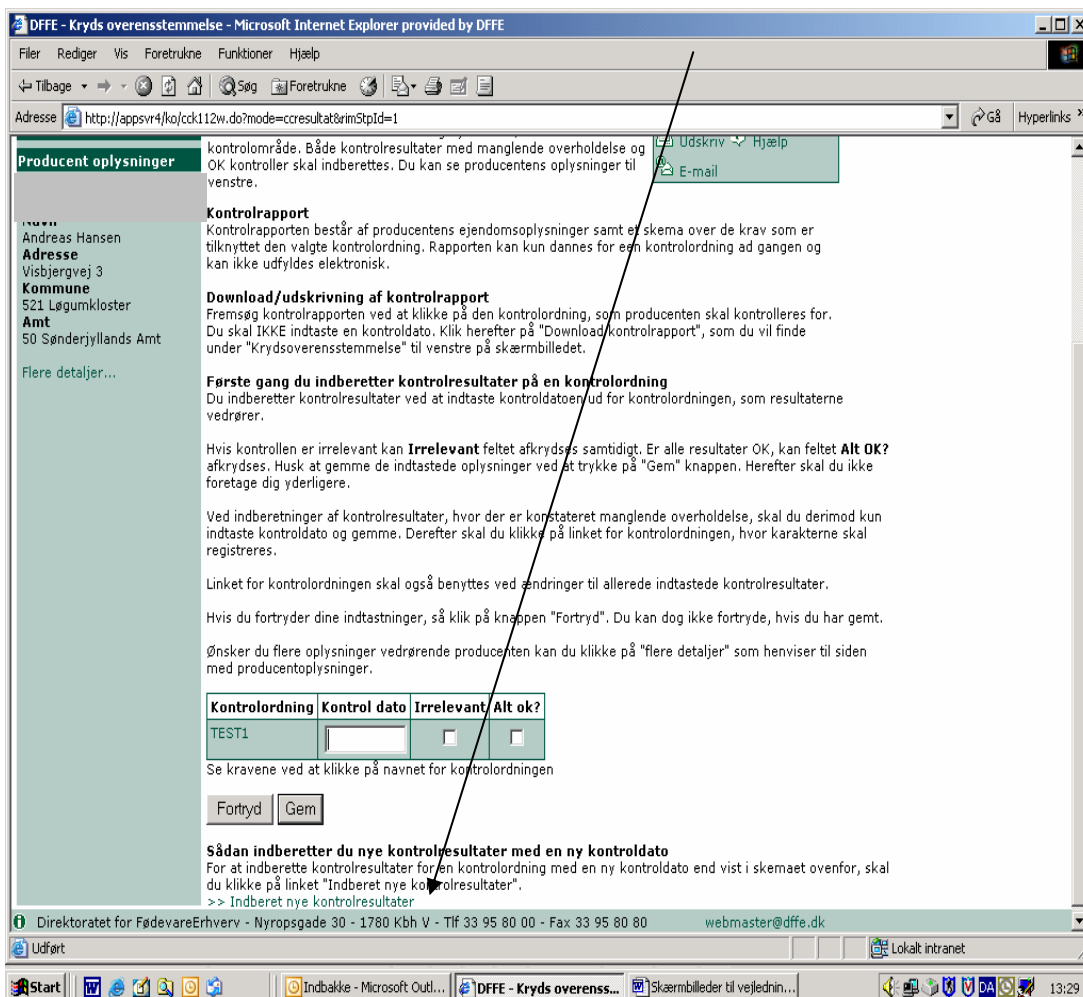 DFFE - Kryds overensstemmelse - Microsoft Internet Explorer provided by DFFE
Filer Rediger Vis Foretrukne Funktioner Hjælp
Tilbage Søg Foretrukne
Adresse http://appsvr4/ko/cck112w.do?mode=ccresultat&rimStpId=1 Gå Hyperlinks »
Producent oplysninger
Navn
Andreas Hansen
Adresse
Visbjergvej 3
Kommune
521 Løgumkloster
Amt
50 Sønderjyllands Amt
Flere detaljer...
kontrolområde. Både kontrolresultater med manglende overholdelse og
OK kontroller skal indberettes. Du kan se producentens oplysninger til
venstre.
Udskriv Hjælp
E-mail
Kontrolrapport
Kontrolrapporten består af producentens ejendomsoplysninger samt et skema over de krav som er
tilknyttet den valgte kontrolordning. Rapporten kan kun dannes for een kontrolordning ad gangen og
kan ikke udfyldes elektronisk.
Download/udskrivning af kontrolrapport
Fremsøg kontrolrapporten ved at klikke på den kontrolordning, som producenten skal kontrolleres for.
Du skal IKKE indtaste en kontroldato. Klik herefter på "Download kontrolrapport", som du vil finde
under "Krydsoverensstemmelse" til venstre på skærmbilledet.
Første gang du indberetter kontrolresultater på en kontrolordning
Du indberetter kontrolresultater ved at indtaste kontroldatoen ud for kontrolordningen, som resultaterne
vedrører.
Hvis kontrollen er irrelevant kan Irrelevant feltet afkrydses samtidigt. Er alle resultater OK, kan feltet Alt OK?
afkrydses. Husk at gemme de indtastede oplysninger ved at trykke på "Gem" knappen. Herefter skal du ikke
foretage dig yderligere.
Ved indberetninger af kontrolresultater, hvor der er konstateret manglende overholdelse, skal du derimod kun
indtaste kontroldato og gemme. Derefter skal du klikke på linket for kontrolordningen, hvor karakterne skal
registreres.
Linket for kontrolordningen skal også benyttes ved ændringer til allerede indtastede kontrolresultater.
Hvis du fortryder dine indtastninger, så klik på knappen "Fortryd". Du kan dog ikke fortryde, hvis du har gemt.
Ønsker du flere oplysninger vedrørende producenten kan du klikke på "flere detaljer" som henviser til siden
med producentoplysninger.
Kontrolordning Kontrol dato Irrelevant Alt ok?
TEST1
Se kravene ved at klikke på navnet for kontrolordningen
Fortryd Gem
Sådan indberetter du nye kontrolresultater med en ny kontroldato
For at indberette kontrolresultater for en kontrolordning med en ny kontroldato end vist i skemaet ovenfor, skal
du klikke på linket "Indberet nye kontrolresultater".
>> Indberet nye kontrolresultater
Direktoratet for FødevareErhverv - Nyropsgade 30 - 1780 Kbh V - Tlf 33 95 80 00 - Fax 33 95 80 80 webmaster@dffe.dk
Udført Lokalt intranet
Start Indbakke - Microsoft Outl... DFFE - Kryds overenss... Skærmbilleder til vejlednin... DA 13:29